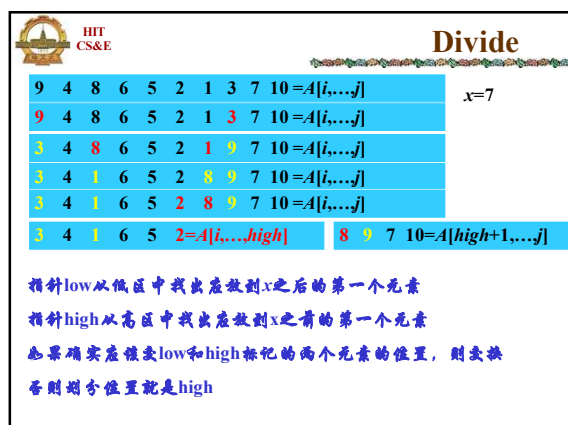 HIT
CS&E
Divide
9 4 8 6 5 2 1 3 7 10 =A[i,…,j]
x=7
9 4 8 6 5 2 1 3 7 10 =A[i,…,j]
3 4 8 6 5 2 1 9 7 10 =A[i,…,j]
3 4 1 6 5 2 8 9 7 10 =A[i,…,j]
3 4 1 6 5 2 8 9 7 10 =A[i,…,j]
3 4 1 6 5 2=A[i,…,high] 8 9 7 10=A[high+1,…,j]
指针low从低区中找出应放到x之后的第一个元素
指针high从高区中找出应放到x之前的第一个元素
如果确实应该变low和high标记的两个元素的位置，则变换
否则划分位置就是high